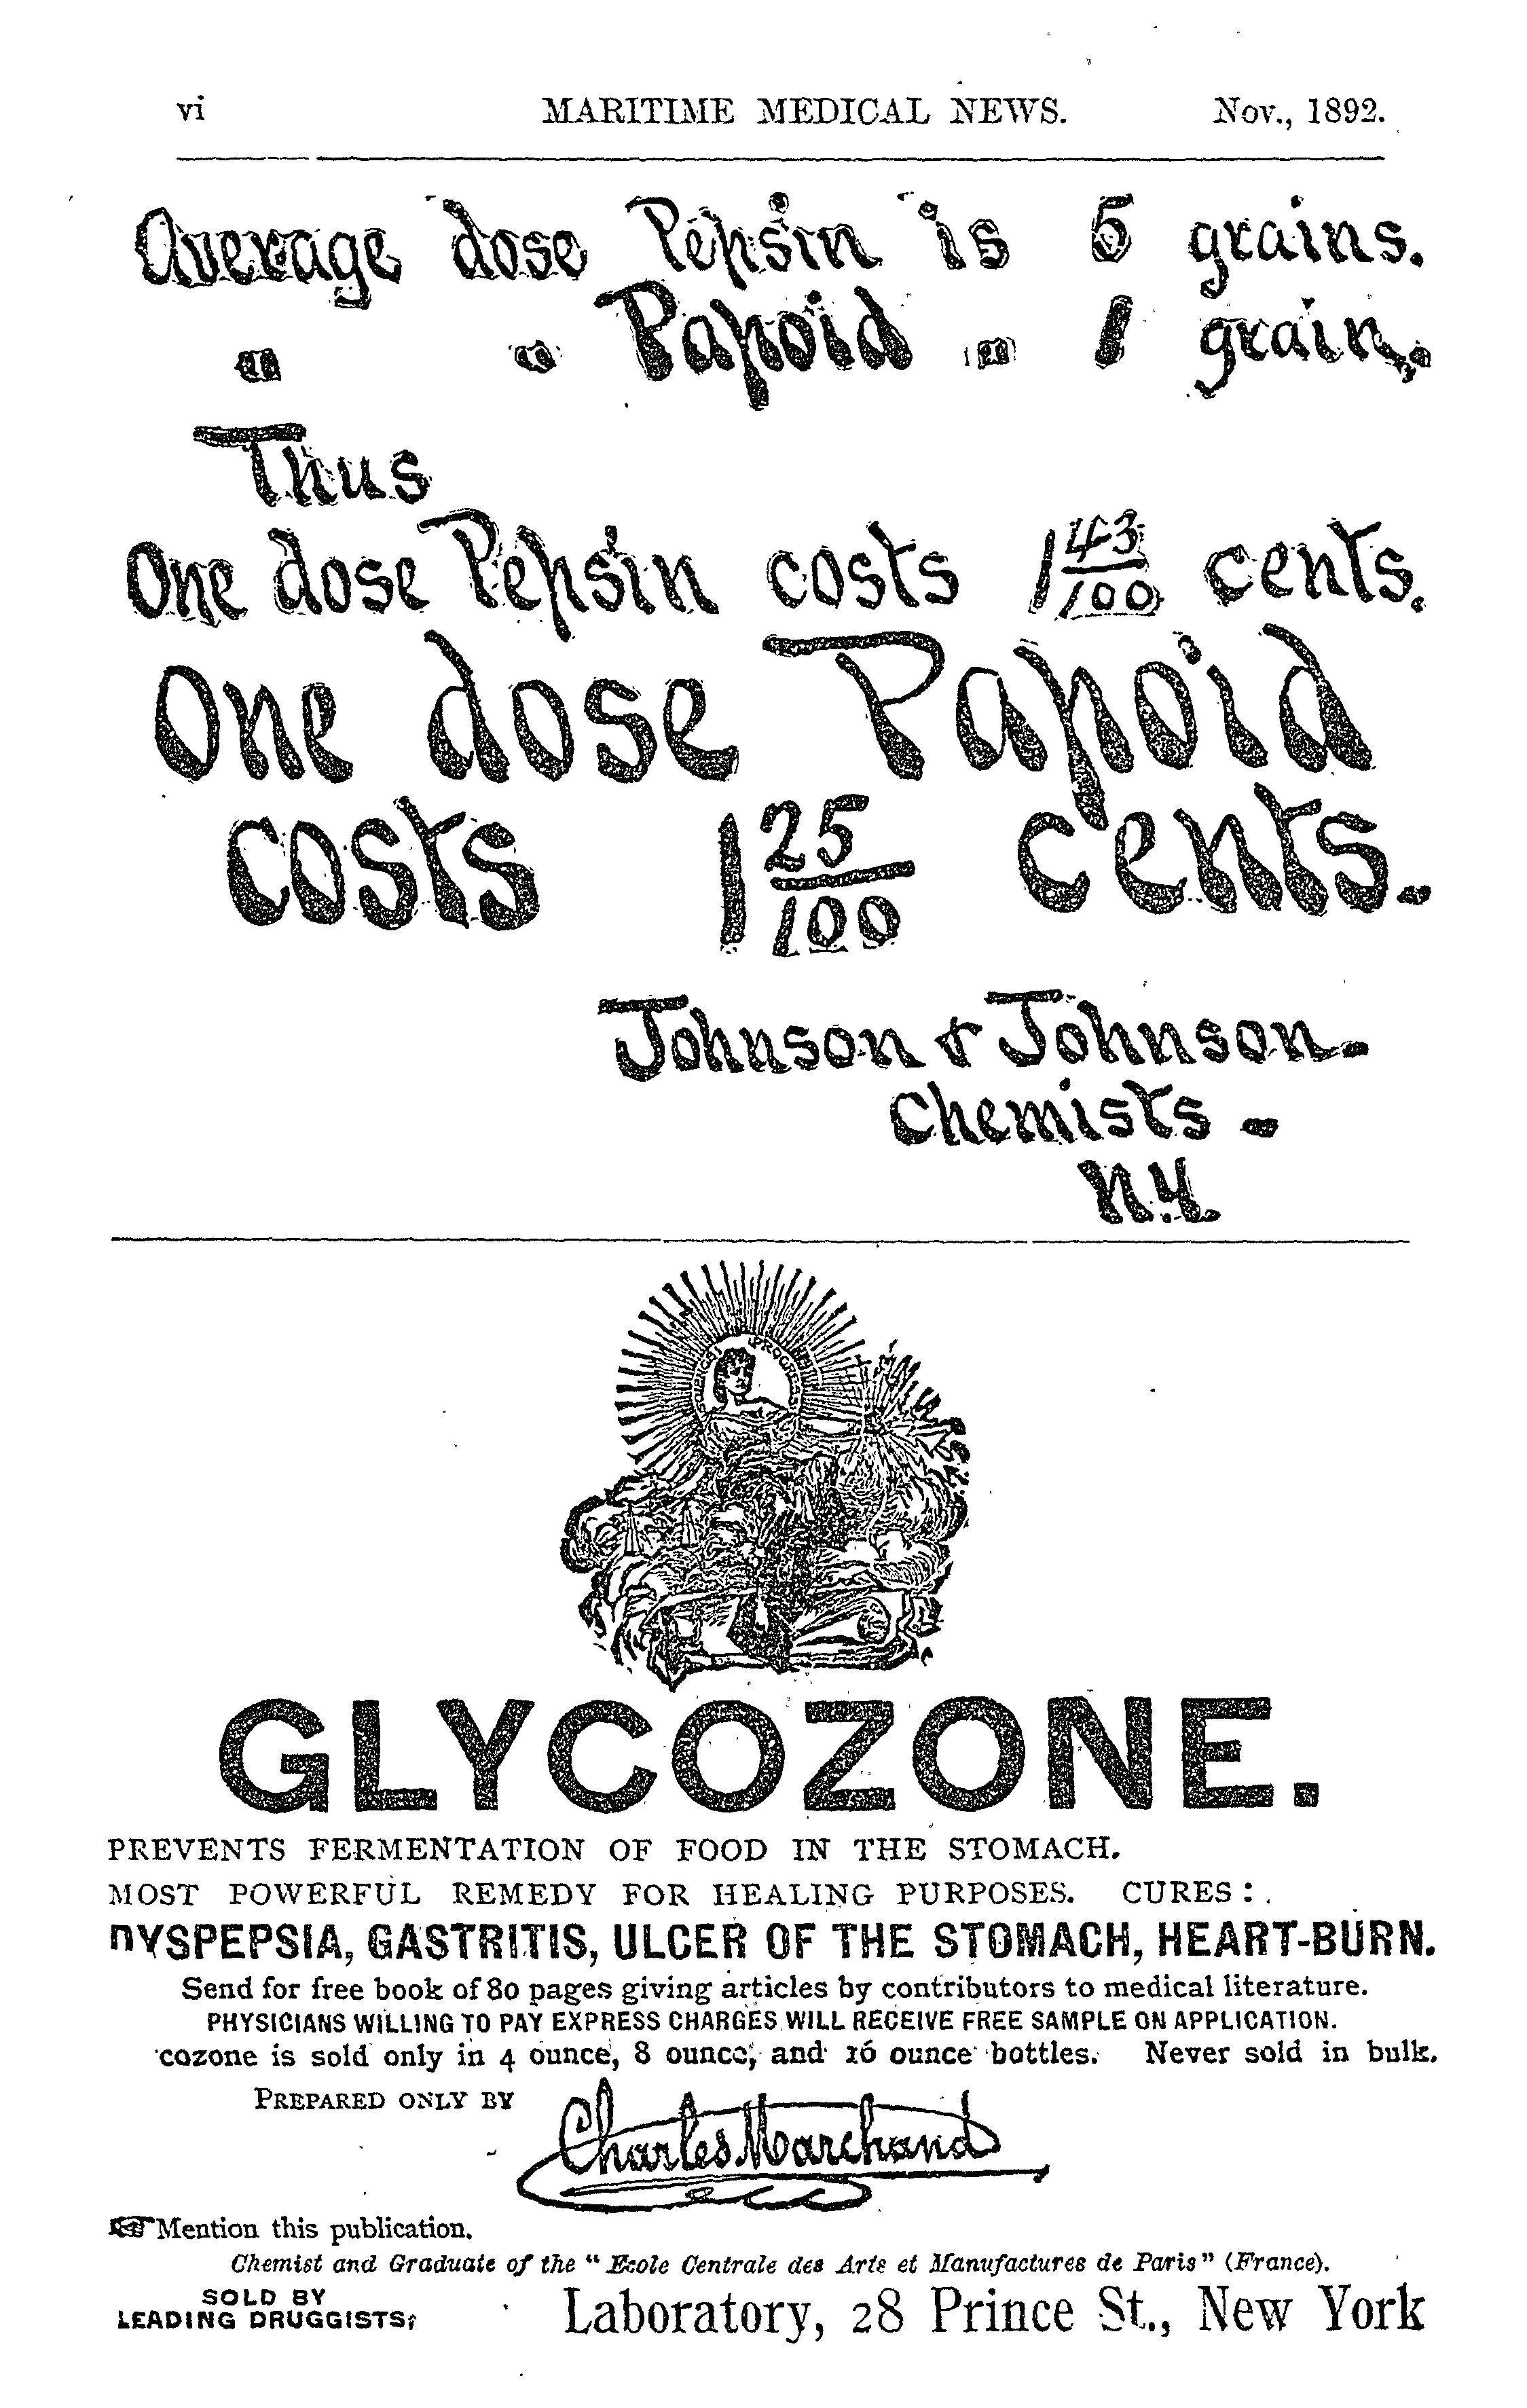 vi MARITIME MEDICAL NEWS. Nov., 1892.
Average dose Pepsin is 5 grains.
" " Papoid " 1 grain.
Thus
One dose Pepsin costs 1 43/100 cents.
One dose Papoid
costs 1 25/100 cents.
Johnson & Johnson.
Chemists -
N.Y.
PROGRESS
GLYCOZONE.
PREVENTS FERMENTATION OF FOOD IN THE STOMACH.
MOST POWERFUL REMEDY FOR HEALING PURPOSES. CURES:
DYSPEPSIA, GASTRITIS, ULCER OF THE STOMACH, HEART-BURN.
Send for free book of 80 pages giving articles by contributors to medical literature.
PHYSICIANS WILLING TO PAY EXPRESS CHARGES WILL RECEIVE FREE SAMPLE ON APPLICATION.
cozone is sold only in 4 ounce, 8 ounce, and 16 ounce bottles. Never sold in bulk.
PREPARED ONLY BY
Charles Marchand
☞ Mention this publication.
Chemist and Graduate of the "Ecole Centrale des Arts et Manufactures de Paris" (France).
SOLD BY
LEADING DRUGGISTS.
Laboratory, 28 Prince St., New York